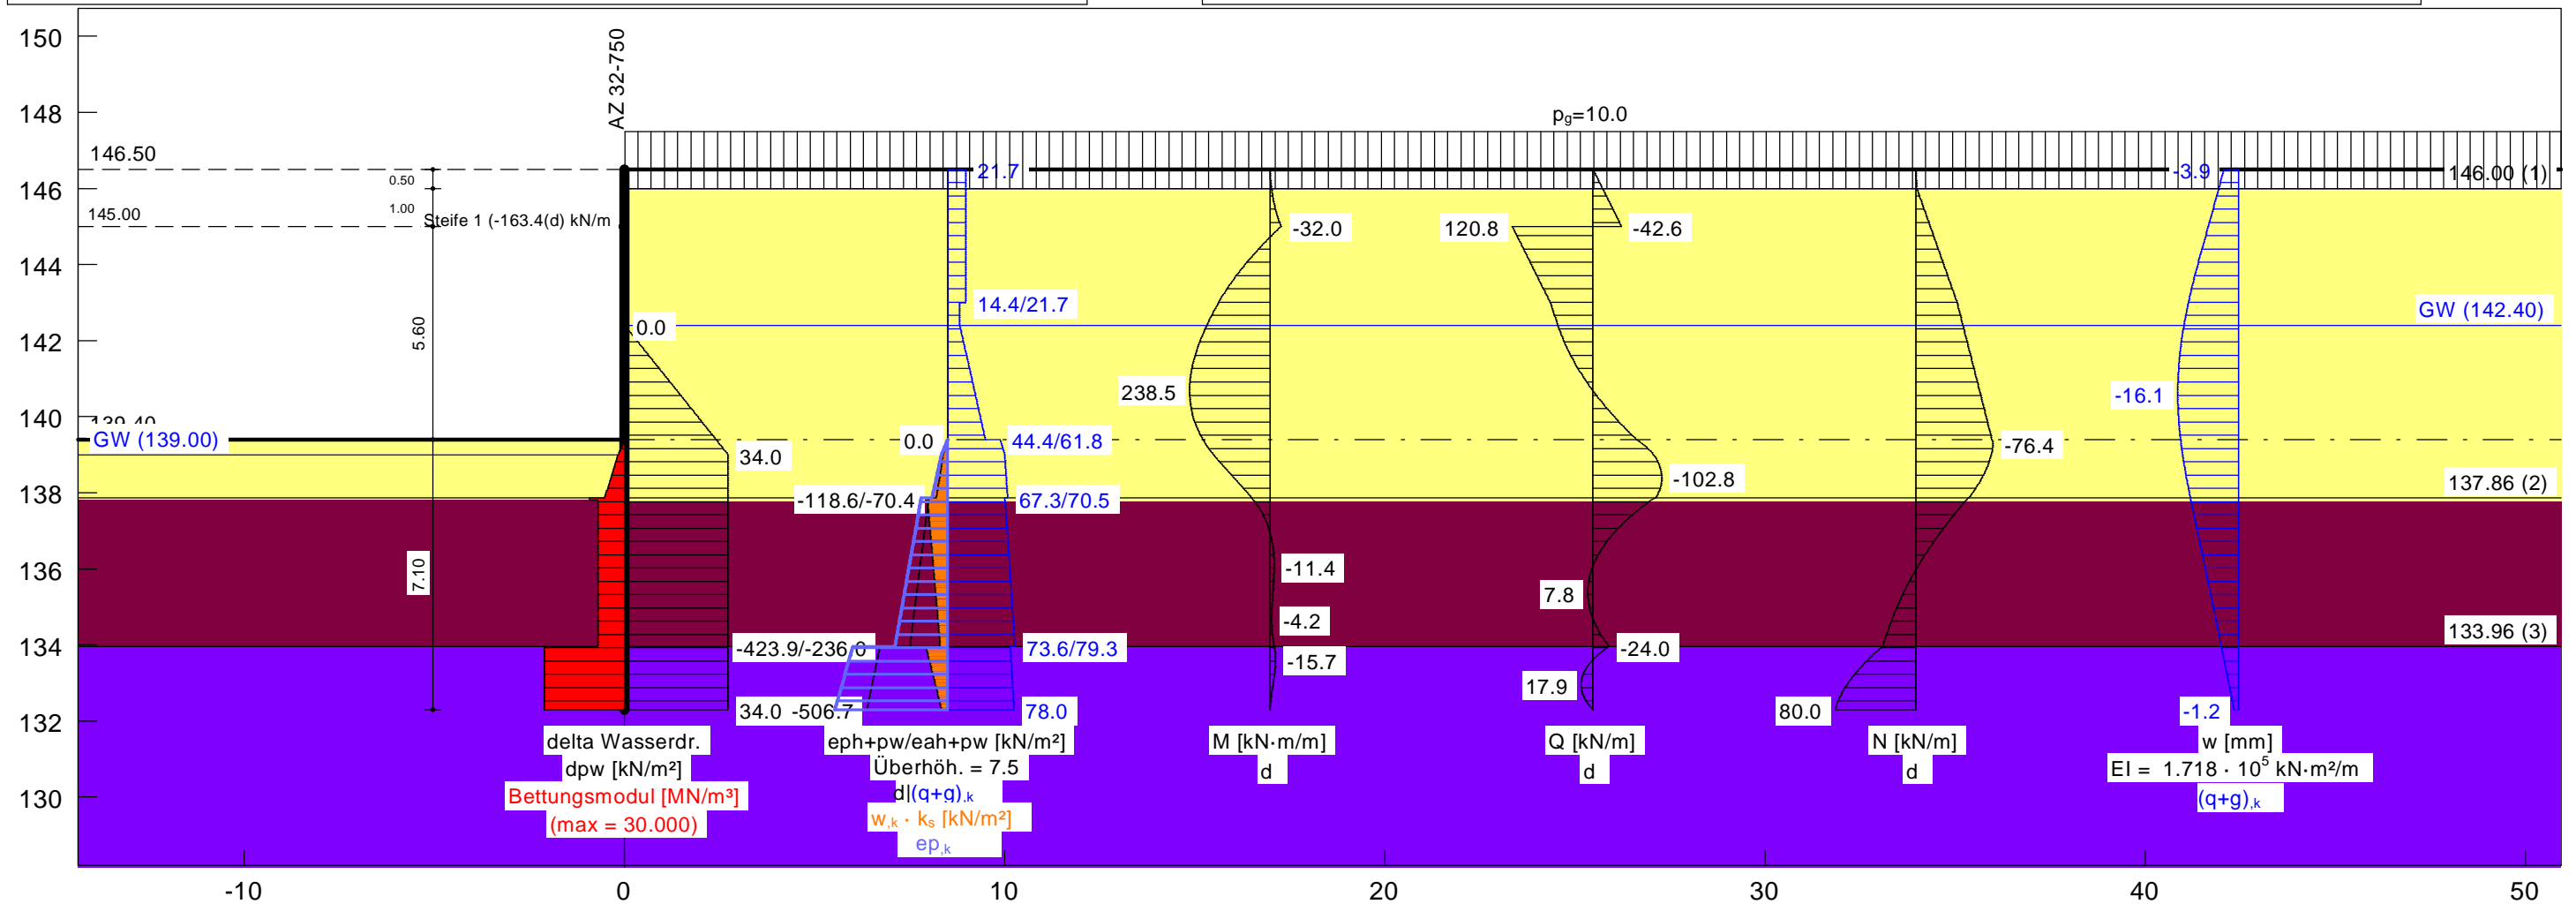 150
148
146
144
142
140
138
136
134
132
130
AZ 32-750
pg=10.0
146.50
0.50
145.00
1.00
Steife 1 (-163.4(d) kN/m
5.60
7.10
139.40
GW (139.00)
21.7
-3.9
146.00 (1)
-32.0
120.8
-42.6
14.4/21.7
GW (142.40)
0.0
238.5
-16.1
0.0
44.4/61.8
-76.4
34.0
-102.8
-118.6/-70.4
67.3/70.5
137.86 (2)
-11.4
7.8
-4.2
133.96 (3)
-423.9/-236.0
73.6/79.3
-24.0
-15.7
17.9
34.0
-506.7
78.0
80.0
-1.2
delta Wasserdr.
dpw [kN/m²]
Bettungsmodul [MN/m³]
(max = 30.000)
eph+pw/eah+pw [kN/m²]
Überhöh. = 7.5
d|(q+g),k
w,k · ks [kN/m²]
ep,k
M [kN·m/m]
d
Q [kN/m]
d
N [kN/m]
d
w [mm]
EI = 1.718 · 10⁵ kN·m²/m
(q+g),k
-10
0
10
20
30
40
50